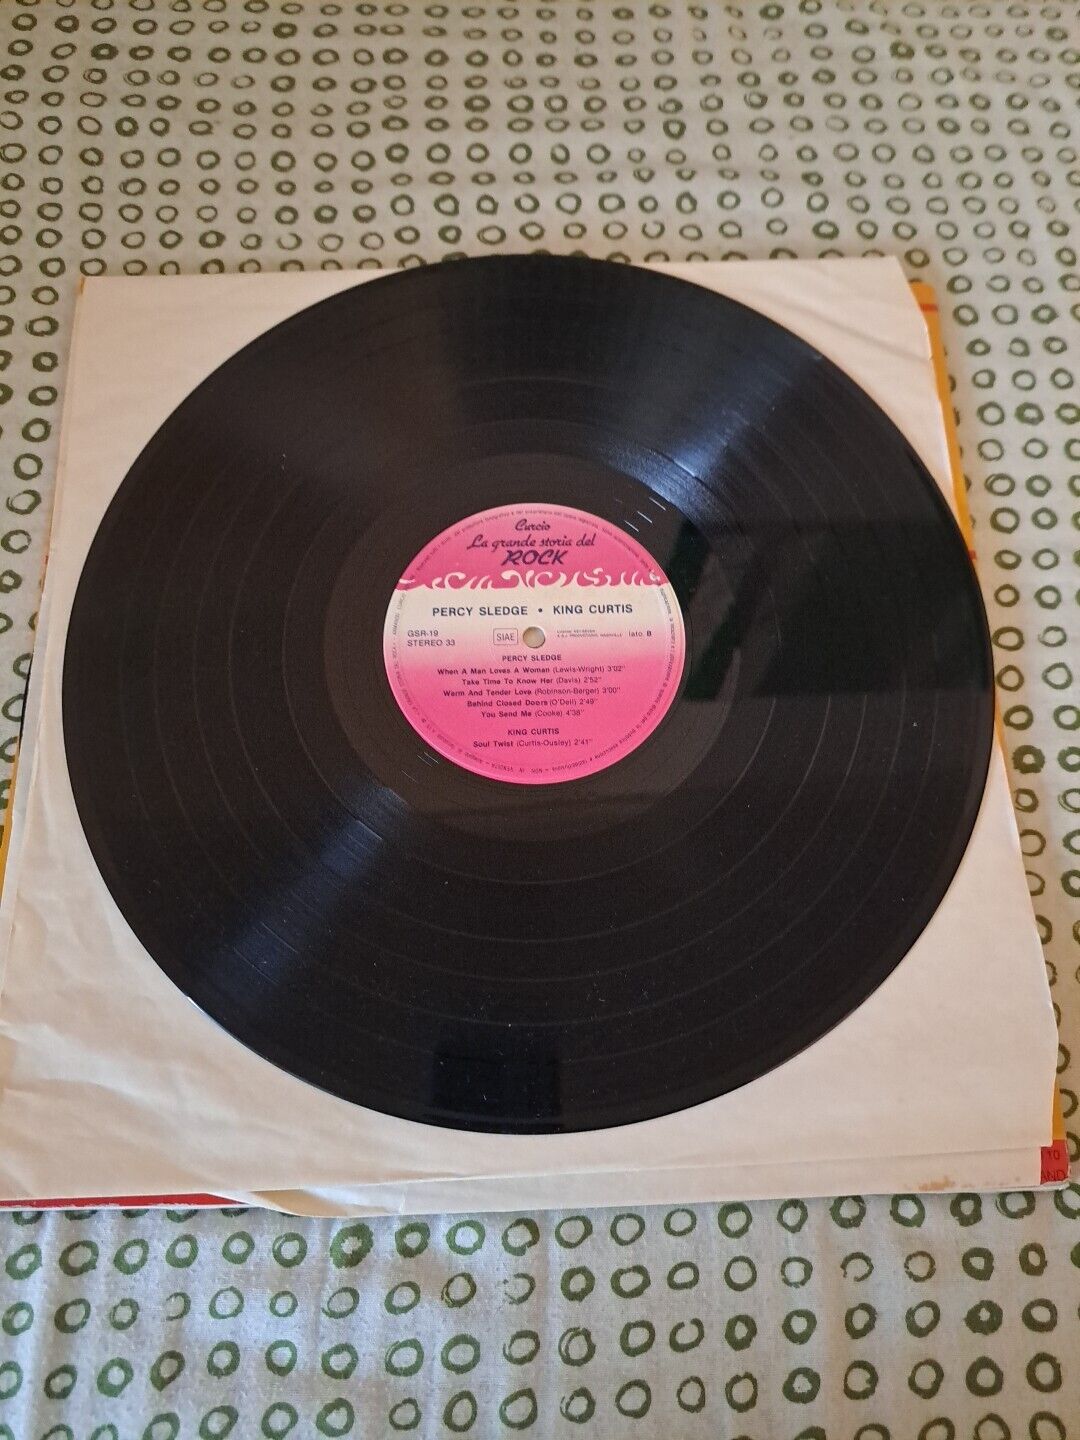 Curcio
La grande storia del
ROCK
PERCY SLEDGE • KING CURTIS
GSR-19
STEREO 33
SIAE
lato B
PERCY SLEDGE
When A Man Loves A Woman (Lewis-Wright) 3'02"
Take Time To Know Her (Davis) 2'52"
Warm And Tender Love (Robinson-Berger) 3'00"
Behind Closed Doors (O'Dell) 2'49"
You Send Me (Cooke) 4'38"
KING CURTIS
Soul Twist (Curtis-Ousley) 2'41"
10
AND